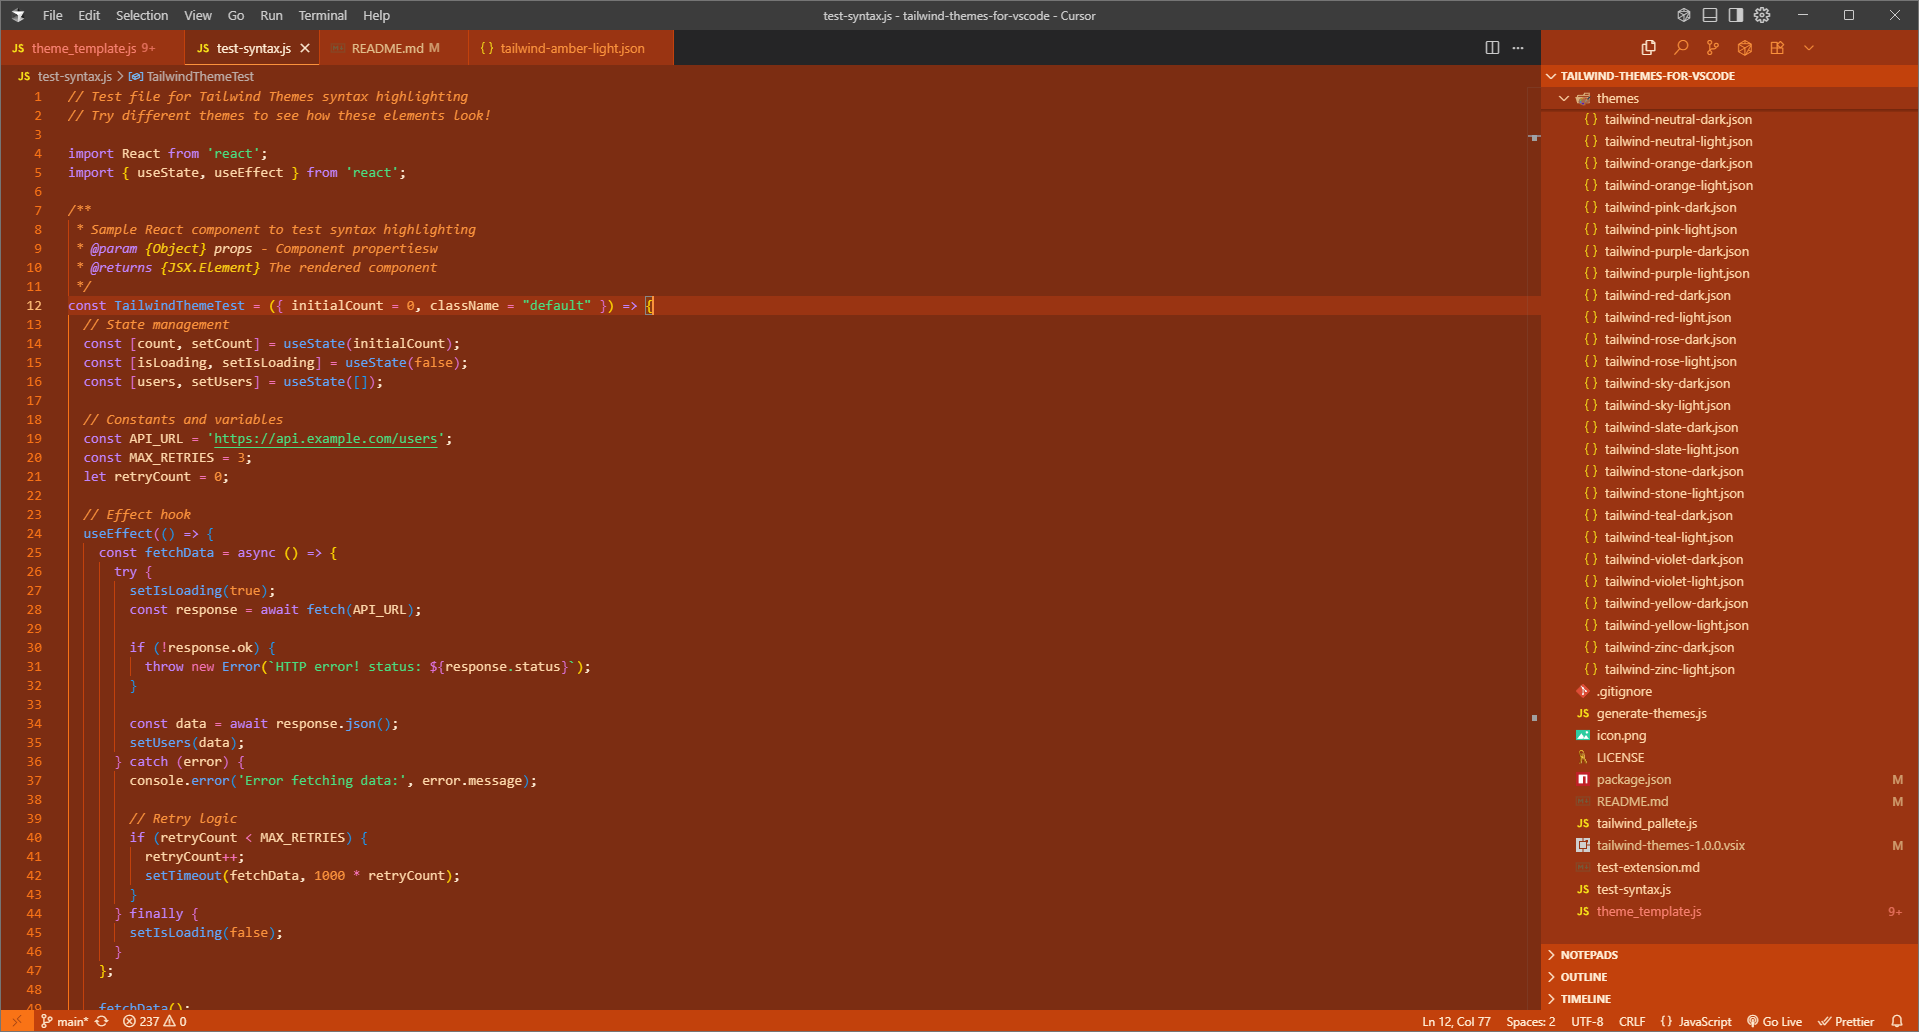 File Edit Selection View Go Run Terminal Help
test-syntax.js - tailwind-themes-for-vscode - Cursor
JS theme_template.js 9+
JS test-syntax.js
README.md M
{ } tailwind-amber-light.json
JS test-syntax.js > TailwindThemeTest
1 // Test file for Tailwind Themes syntax highlighting
2 // Try different themes to see how these elements look!
3
4 import React from 'react';
5 import { useState, useEffect } from 'react';
6
7 /**
8 * Sample React component to test syntax highlighting
9 * @param {Object} props - Component propertiesw
10 * @returns {JSX.Element} The rendered component
11 */
12 const TailwindThemeTest = ({ initialCount = 0, className = "default" }) => {
13 // State management
14 const [count, setCount] = useState(initialCount);
15 const [isLoading, setIsLoading] = useState(false);
16 const [users, setUsers] = useState([]);
17
18 // Constants and variables
19 const API_URL = 'https://api.example.com/users';
20 const MAX_RETRIES = 3;
21 let retryCount = 0;
22
23 // Effect hook
24 useEffect(() => {
25 const fetchData = async () => {
26 try {
27 setIsLoading(true);
28 const response = await fetch(API_URL);
29
30 if (!response.ok) {
31 throw new Error(`HTTP error! status: ${response.status}`);
32 }
33
34 const data = await response.json();
35 setUsers(data);
36 } catch (error) {
37 console.error('Error fetching data:', error.message);
38
39 // Retry logic
40 if (retryCount < MAX_RETRIES) {
41 retryCount++;
42 setTimeout(fetchData, 1000 * retryCount);
43 }
44 } finally {
45 setIsLoading(false);
46 }
47 };
48
49 fetchData();
TAILWIND-THEMES-FOR-VSCODE
themes
{ } tailwind-neutral-dark.json
{ } tailwind-neutral-light.json
{ } tailwind-orange-dark.json
{ } tailwind-orange-light.json
{ } tailwind-pink-dark.json
{ } tailwind-pink-light.json
{ } tailwind-purple-dark.json
{ } tailwind-purple-light.json
{ } tailwind-red-dark.json
{ } tailwind-red-light.json
{ } tailwind-rose-dark.json
{ } tailwind-rose-light.json
{ } tailwind-sky-dark.json
{ } tailwind-sky-light.json
{ } tailwind-slate-dark.json
{ } tailwind-slate-light.json
{ } tailwind-stone-dark.json
{ } tailwind-stone-light.json
{ } tailwind-teal-dark.json
{ } tailwind-teal-light.json
{ } tailwind-violet-dark.json
{ } tailwind-violet-light.json
{ } tailwind-yellow-dark.json
{ } tailwind-yellow-light.json
{ } tailwind-zinc-dark.json
{ } tailwind-zinc-light.json
.gitignore
JS generate-themes.js
icon.png
LICENSE
package.json M
README.md M
JS tailwind_pallete.js
tailwind-themes-1.0.0.vsix M
test-extension.md
JS test-syntax.js
JS theme_template.js 9+
NOTEPADS
OUTLINE
TIMELINE
main* 237 0
Ln 12, Col 77 Spaces: 2 UTF-8 CRLF { } JavaScript Go Live Prettier